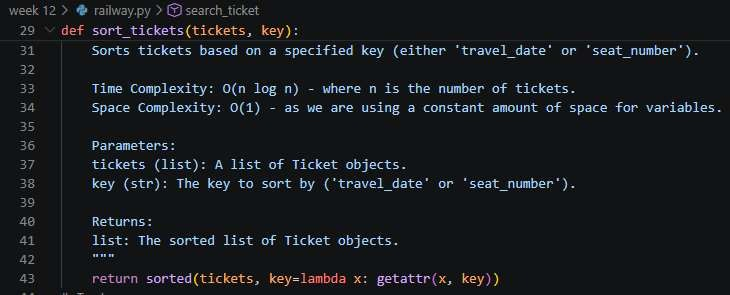 week 12 > railway.py > search_ticket
29 def sort_tickets(tickets, key):
31 Sorts tickets based on a specified key (either 'travel_date' or 'seat_number').
32
33 Time Complexity: O(n log n) - where n is the number of tickets.
34 Space Complexity: O(1) - as we are using a constant amount of space for variables.
35
36 Parameters:
37 tickets (list): A list of Ticket objects.
38 key (str): The key to sort by ('travel_date' or 'seat_number').
39
40 Returns:
41 list: The sorted list of Ticket objects.
42 """
43 return sorted(tickets, key=lambda x: getattr(x, key))